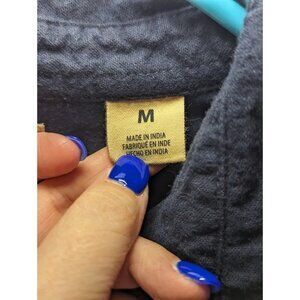 M
MADE IN INDIA
FABRIQUÉ EN INDE
HECHO EN INDIA